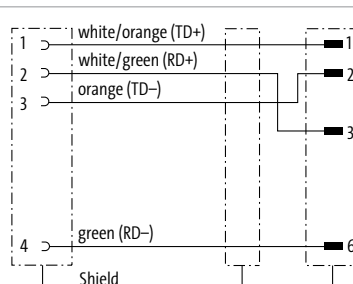 1 white/orange (TD+) 1
2 white/green (RD+) 2
3 orange (TD–)
3
4 green (RD–) 6
Shield